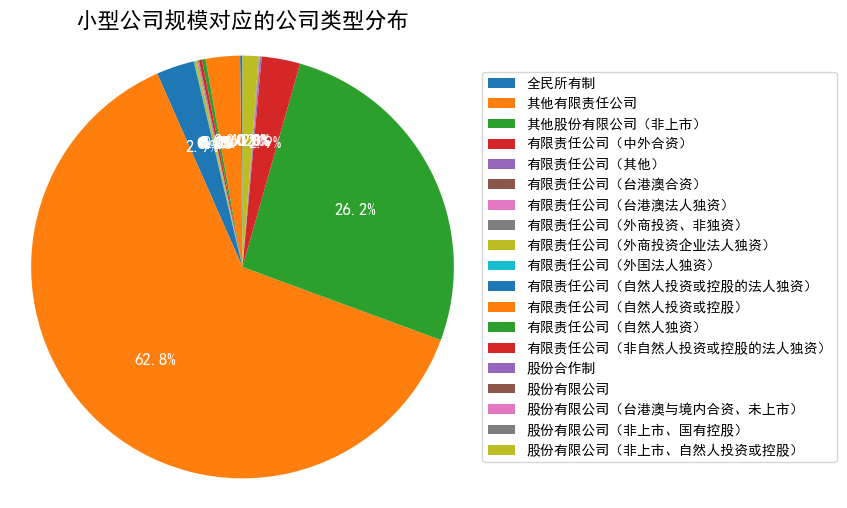 小型公司规模对应的公司类型分布
26.2%
62.8%
全民所有制
其他有限责任公司
其他股份有限公司（非上市）
有限责任公司（中外合资）
有限责任公司（其他）
有限责任公司（台港澳合资）
有限责任公司（台港澳法人独资）
有限责任公司（外商投资、非独资）
有限责任公司（外商投资企业法人独资）
有限责任公司（外国法人独资）
有限责任公司（自然人投资或控股的法人独资）
有限责任公司（自然人投资或控股）
有限责任公司（自然人独资）
有限责任公司（非自然人投资或控股的法人独资）
股份合作制
股份有限公司
股份有限公司（台港澳与境内合资、未上市）
股份有限公司（非上市、国有控股）
股份有限公司（非上市、自然人投资或控股）